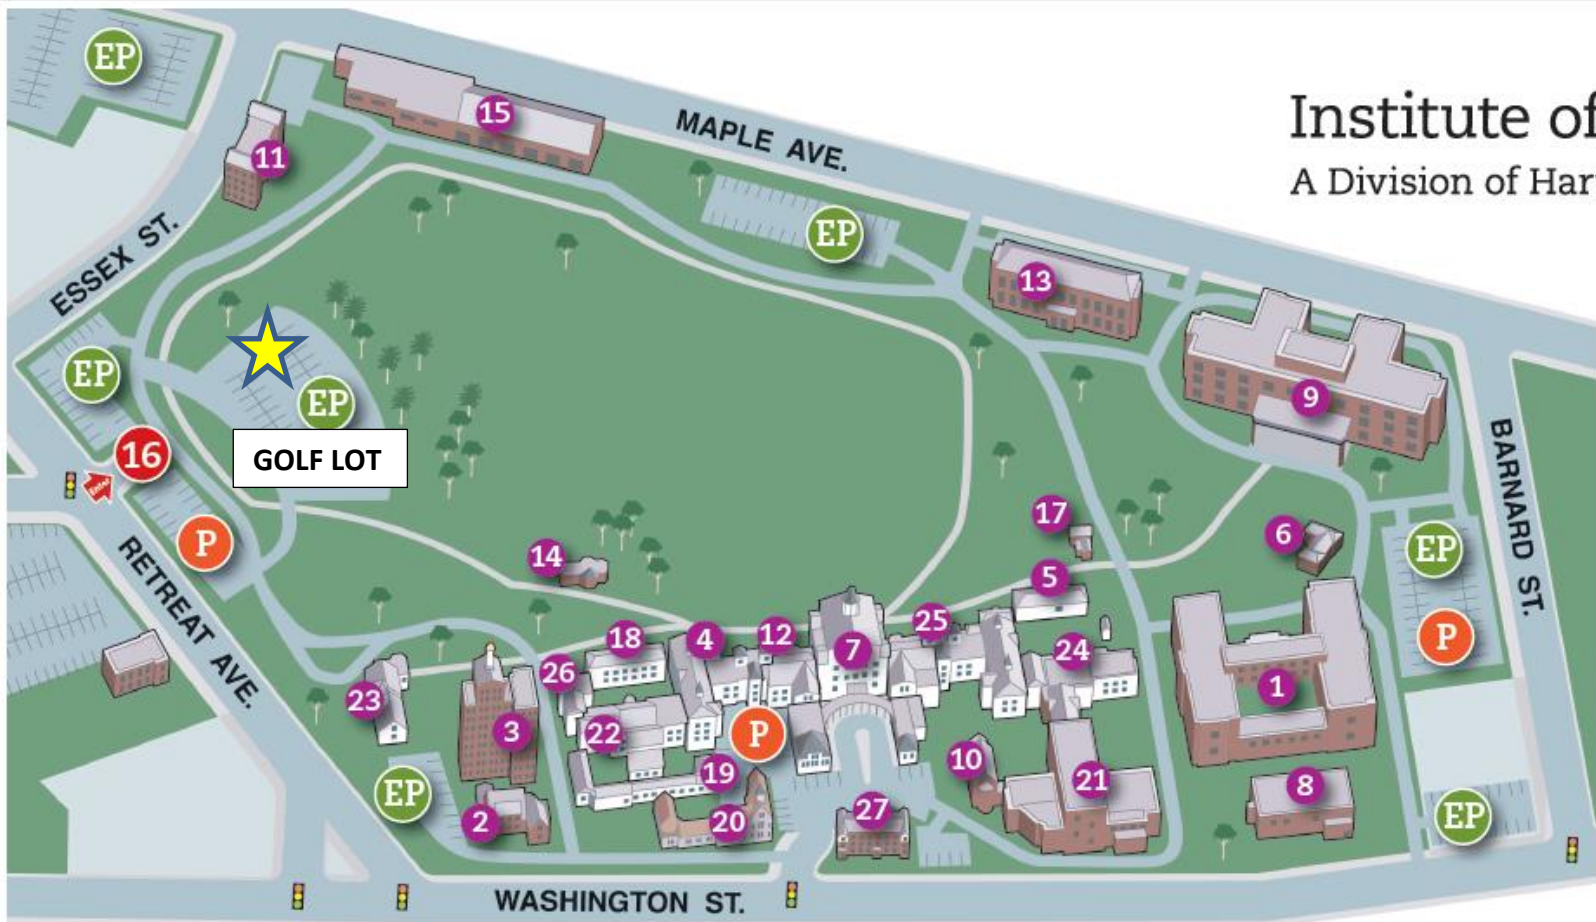 EP
15
MAPLE AVE.
Institute of
A Division of Har
11
ESSEX ST.
EP
13
EP
EP
9
GOLF LOT
16
Enter
BARNARD ST.
P
RETREAT AVE.
17
6
EP
14
5
P
18
4
12
7
25
24
26
1
23
3
22
P
19
10
21
EP
2
20
27
8
EP
WASHINGTON ST.